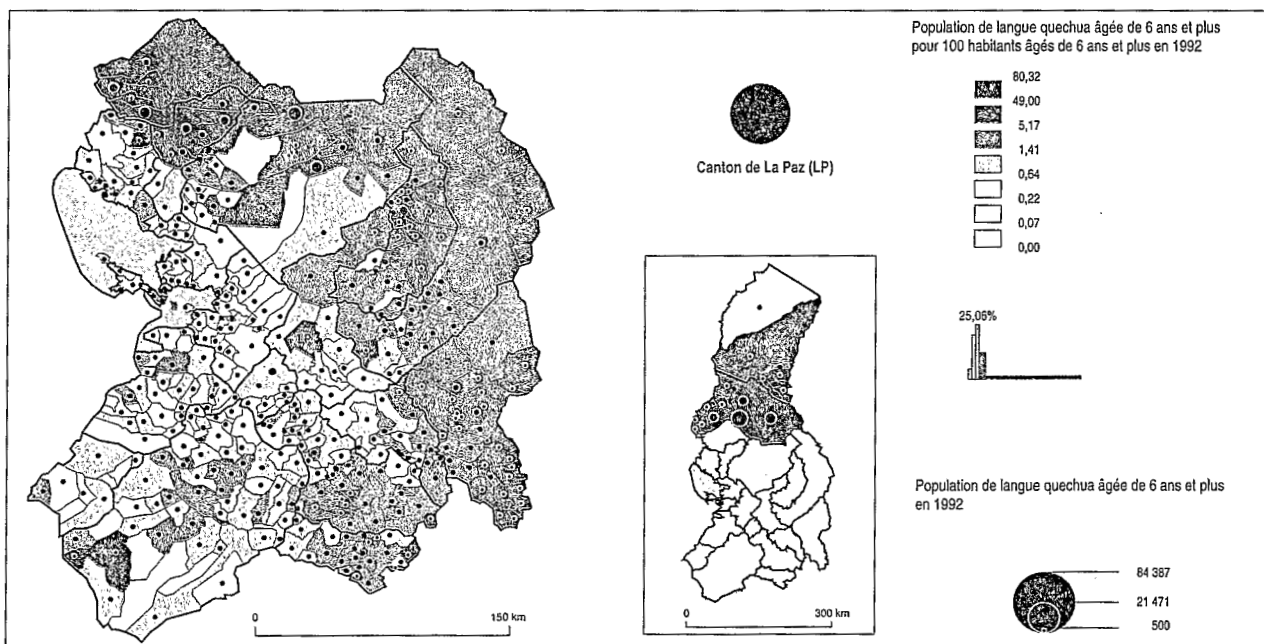 Population de langue quechua âgée de 6 ans et plus
pour 100 habitants âgés de 6 ans et plus en 1992
80,32
49,00
5,17
1,41
0,64
0,22
0,07
0,00
Canton de La Paz (LP)
25,06%
Population de langue quechua âgée de 6 ans et plus
en 1992
84 387
21 471
500
0 150 km
0 300 km